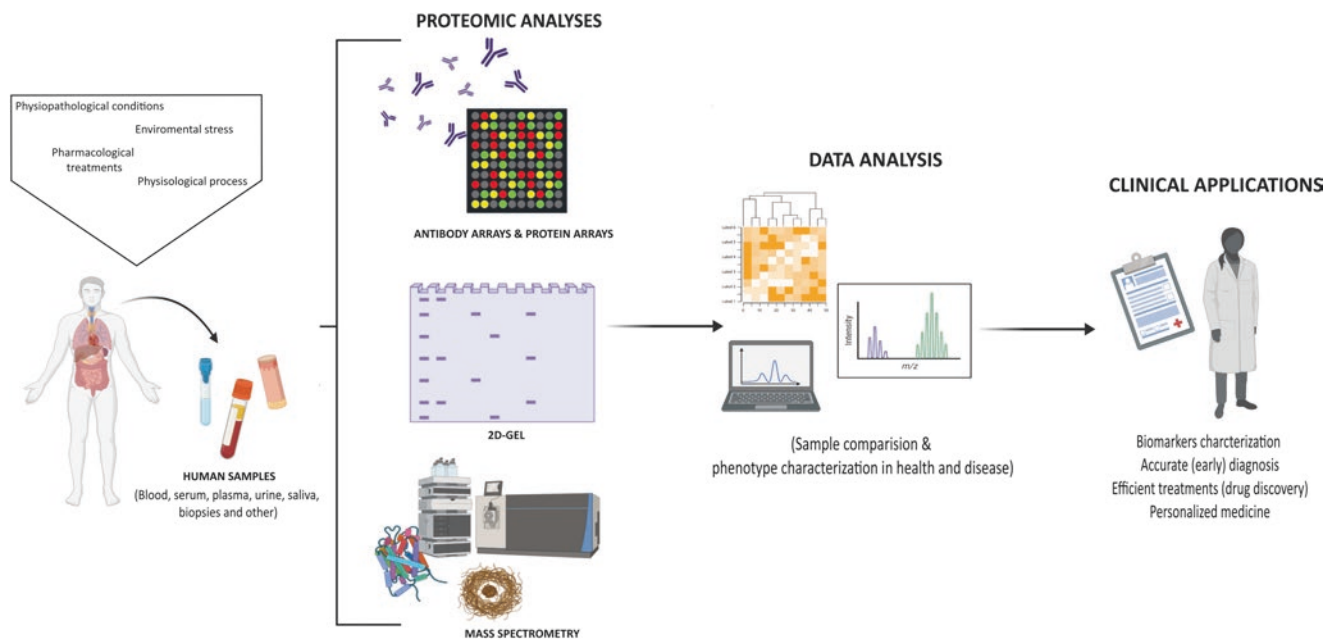 PROTEOMIC ANALYSES
Physiopathological conditions
Enviromental stress
Pharmacological
treatments
Physisological process
HUMAN SAMPLES
(Blood, serum, plasma, urine, saliva,
biopsies and other)
ANTIBODY ARRAYS & PROTEIN ARRAYS
2D-GEL
MASS SPECTROMETRY
DATA ANALYSIS
Intensity
m/z
(Sample comparision &
phenotype characterization in health and disease)
CLINICAL APPLICATIONS
Biomarkers charcterization
Accurate (early) diagnosis
Efficient treatments (drug discovery)
Personalized medicine